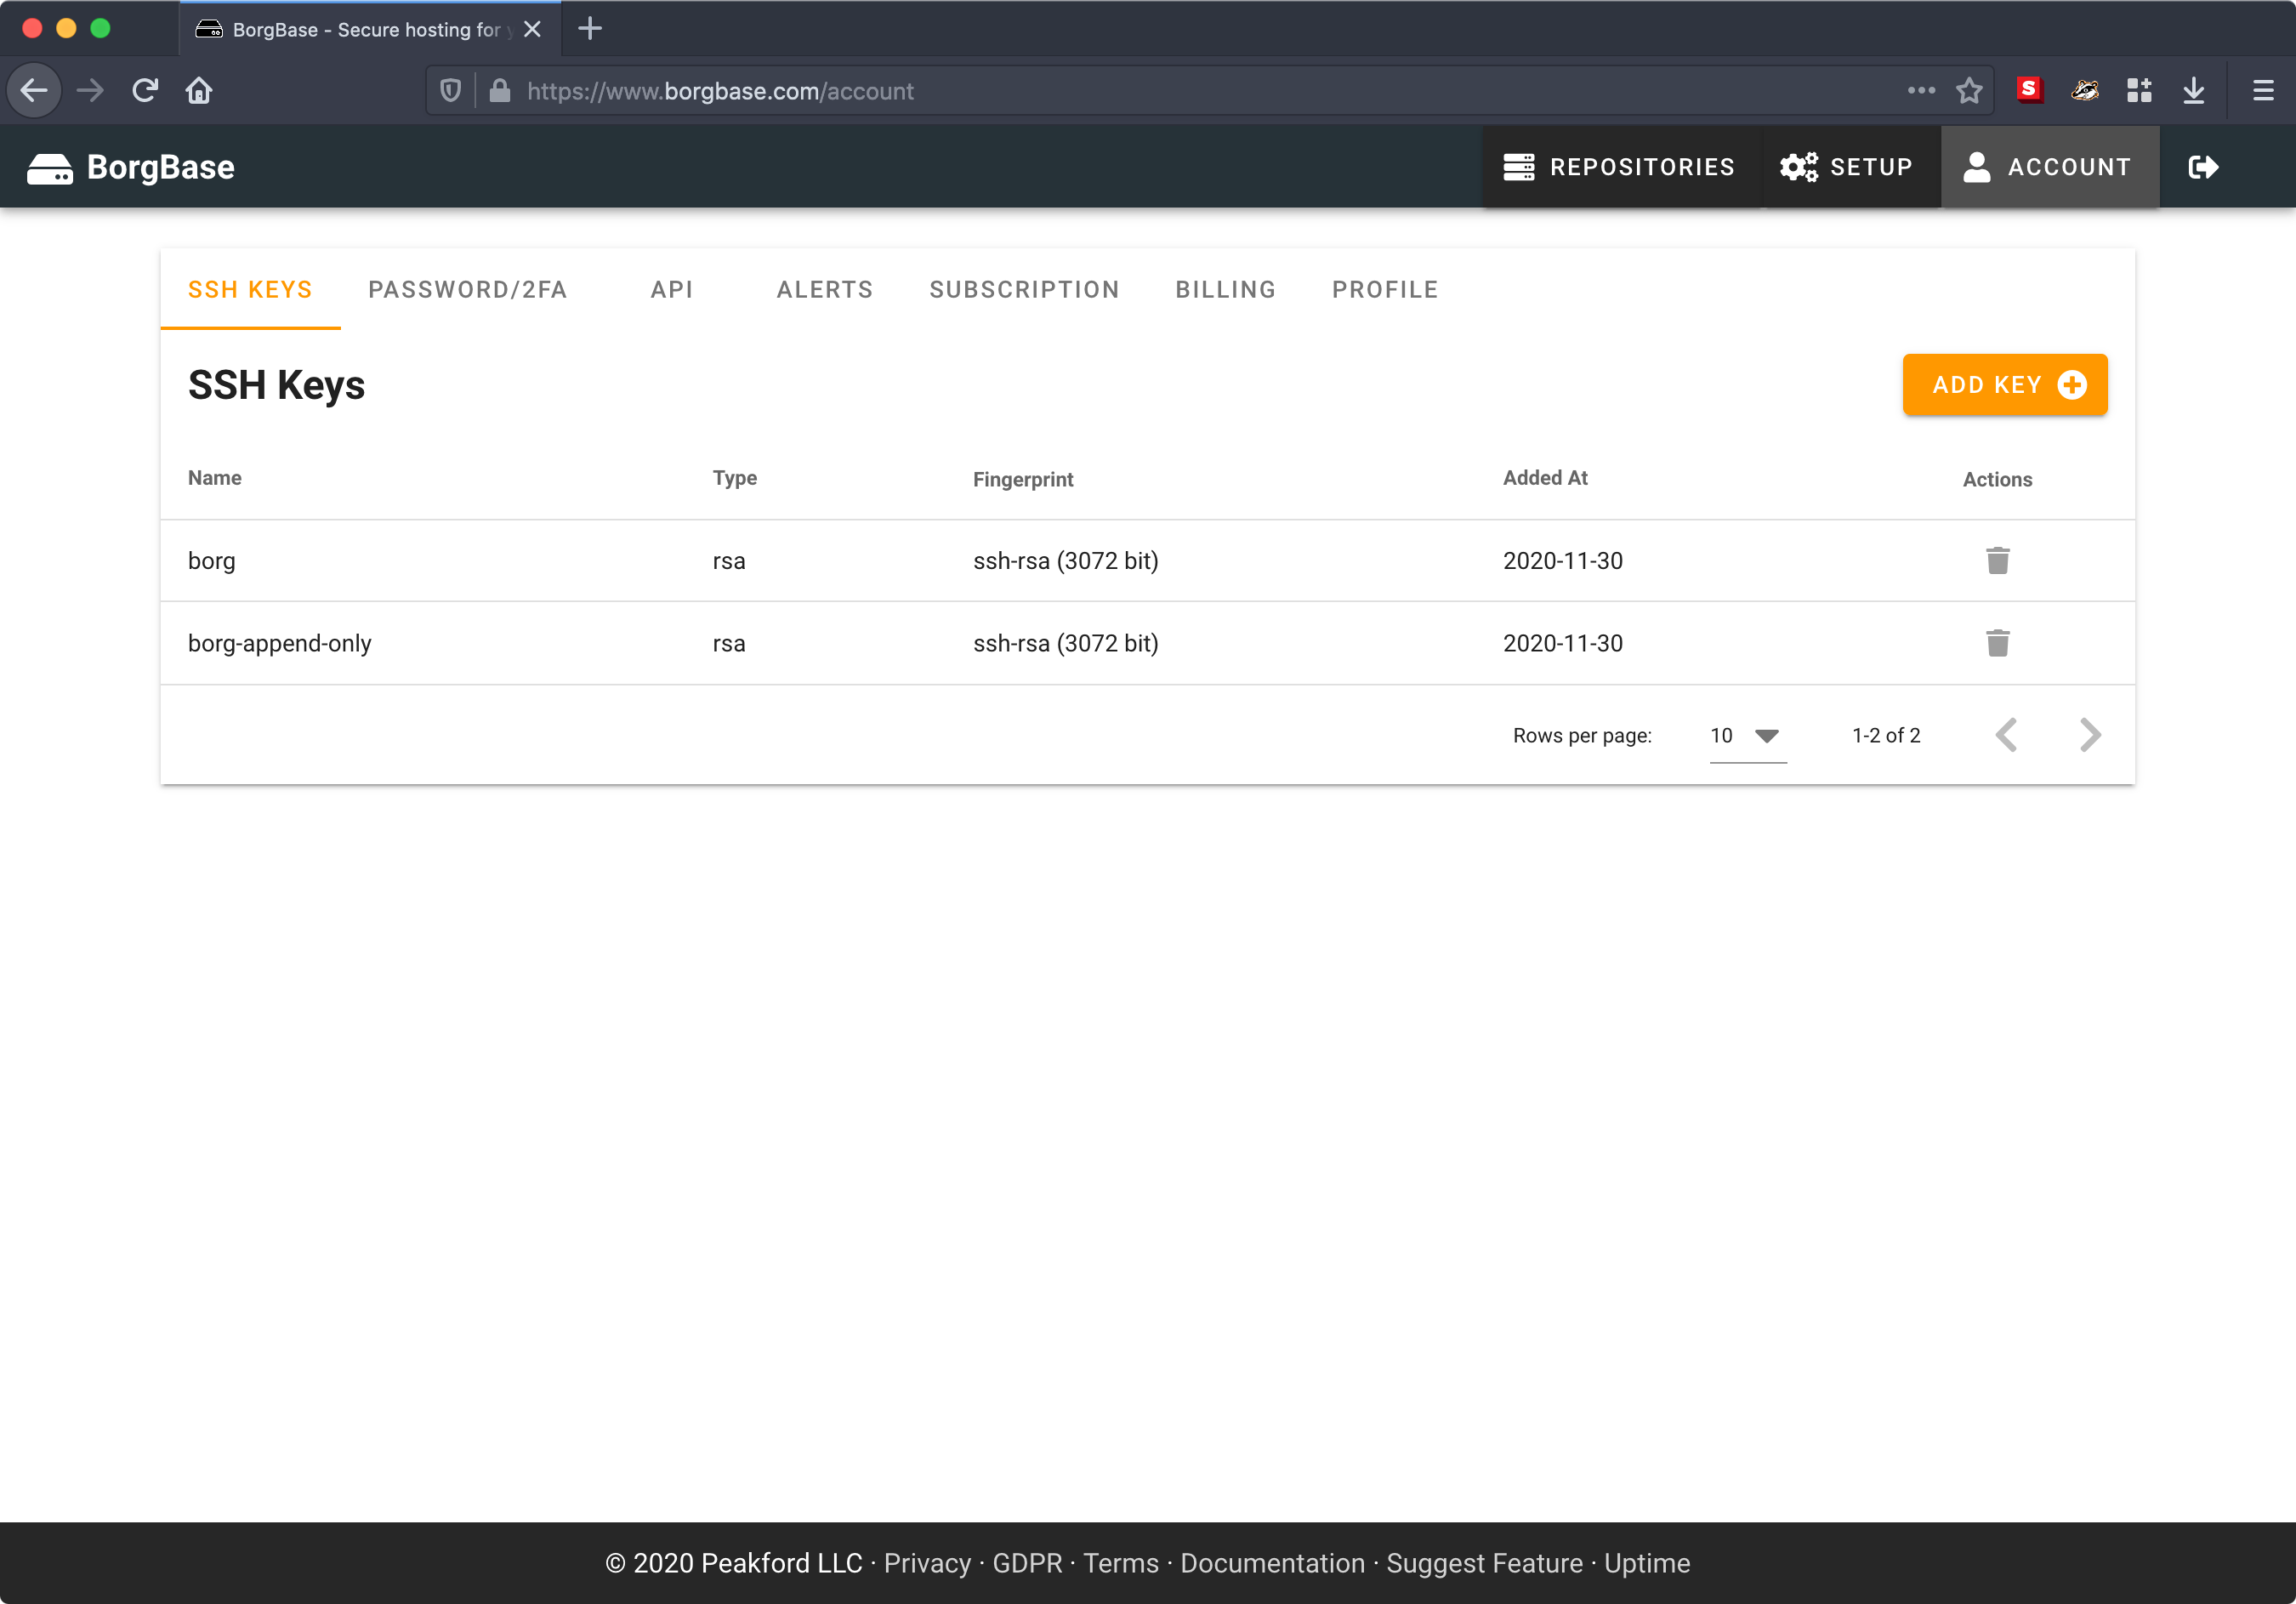 BorgBase - Secure hosting for y
https://www.borgbase.com/account
S
BorgBase
REPOSITORIES SETUP ACCOUNT
SSH KEYS PASSWORD/2FA API ALERTS SUBSCRIPTION BILLING PROFILE
SSH Keys
ADD KEY
Name Type Fingerprint Added At Actions
borg rsa ssh-rsa (3072 bit) 2020-11-30
borg-append-only rsa ssh-rsa (3072 bit) 2020-11-30
Rows per page: 10 1-2 of 2
© 2020 Peakford LLC · Privacy · GDPR · Terms · Documentation · Suggest Feature · Uptime